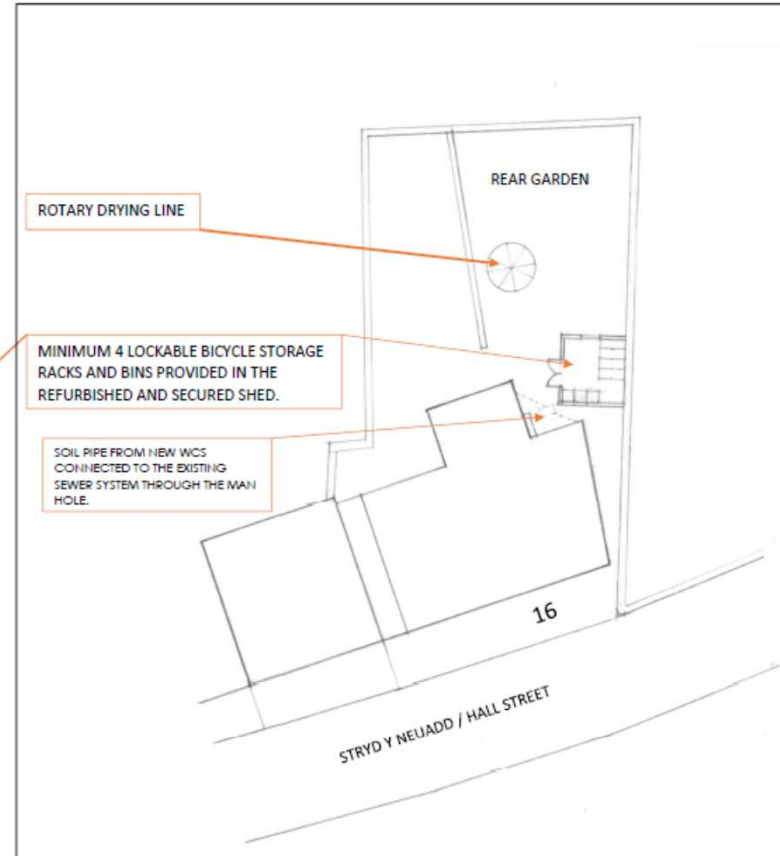 REAR GARDEN
ROTARY DRYING LINE
MINIMUM 4 LOCKABLE BICYCLE STORAGE
RACKS AND BINS PROVIDED IN THE
REFURBISHED AND SECURED SHED.
SOIL PIPE FROM NEW WCS
CONNECTED TO THE EXISTING
SEWER SYSTEM THROUGH THE MAN
HOLE.
16
STRYD Y NEUADD / HALL STREET